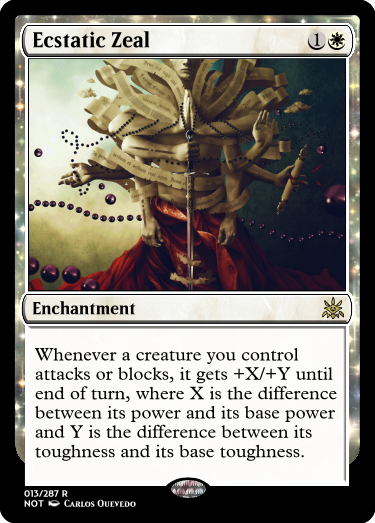 Ecstatic Zeal 1
Enchantment
Whenever a creature you control
attacks or blocks, it gets +X/+Y until
end of turn, where X is the difference
between its power and its base power
and Y is the difference between its
toughness and its base toughness.
013/287 R
NOT Carlos Quevedo